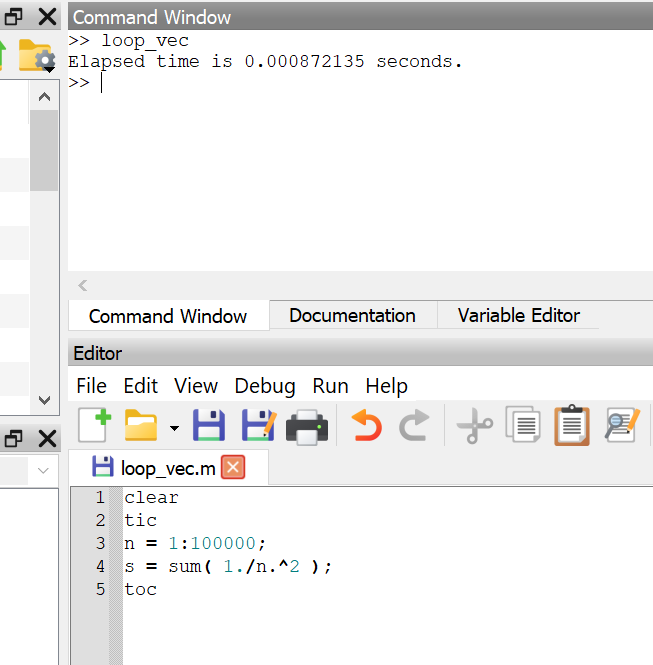 Command Window
>> loop_vec
Elapsed time is 0.000872135 seconds.
>>
Command Window Documentation Variable Editor
Editor
File Edit View Debug Run Help
loop_vec.m
1 clear
2 tic
3 n = 1:100000;
4 s = sum( 1./n.^2 );
5 toc